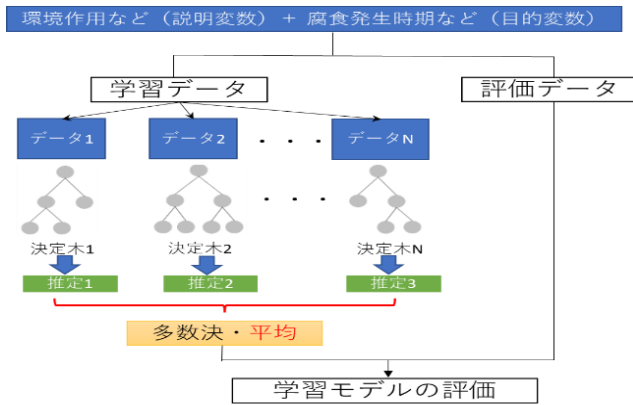 環境作用など（説明変数）+ 腐食発生時期など（目的変数）
学習データ
評価データ
データ1
データ2
・・・
データN
・・・
決定木1
決定木2
決定木N
推定1
推定2
推定3
多数決・平均
学習モデルの評価